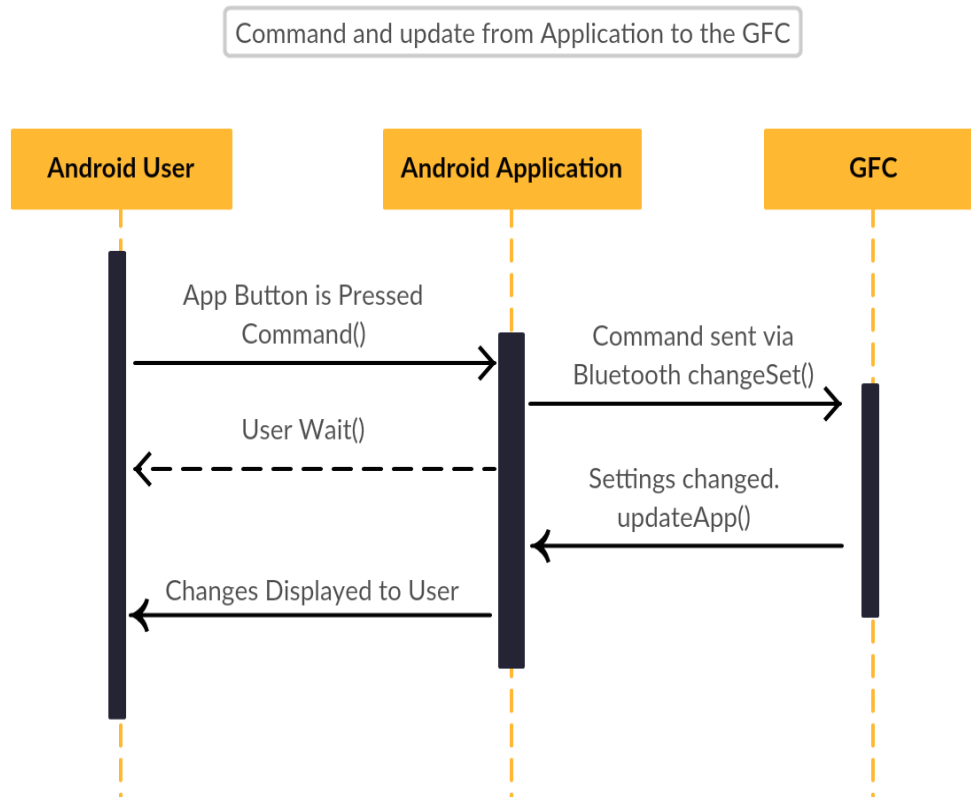 Command and update from Application to the GFC
Android User
Android Application
GFC
App Button is Pressed
Command()
Command sent via
Bluetooth changeSet()
User Wait()
Settings changed.
updateApp()
Changes Displayed to User